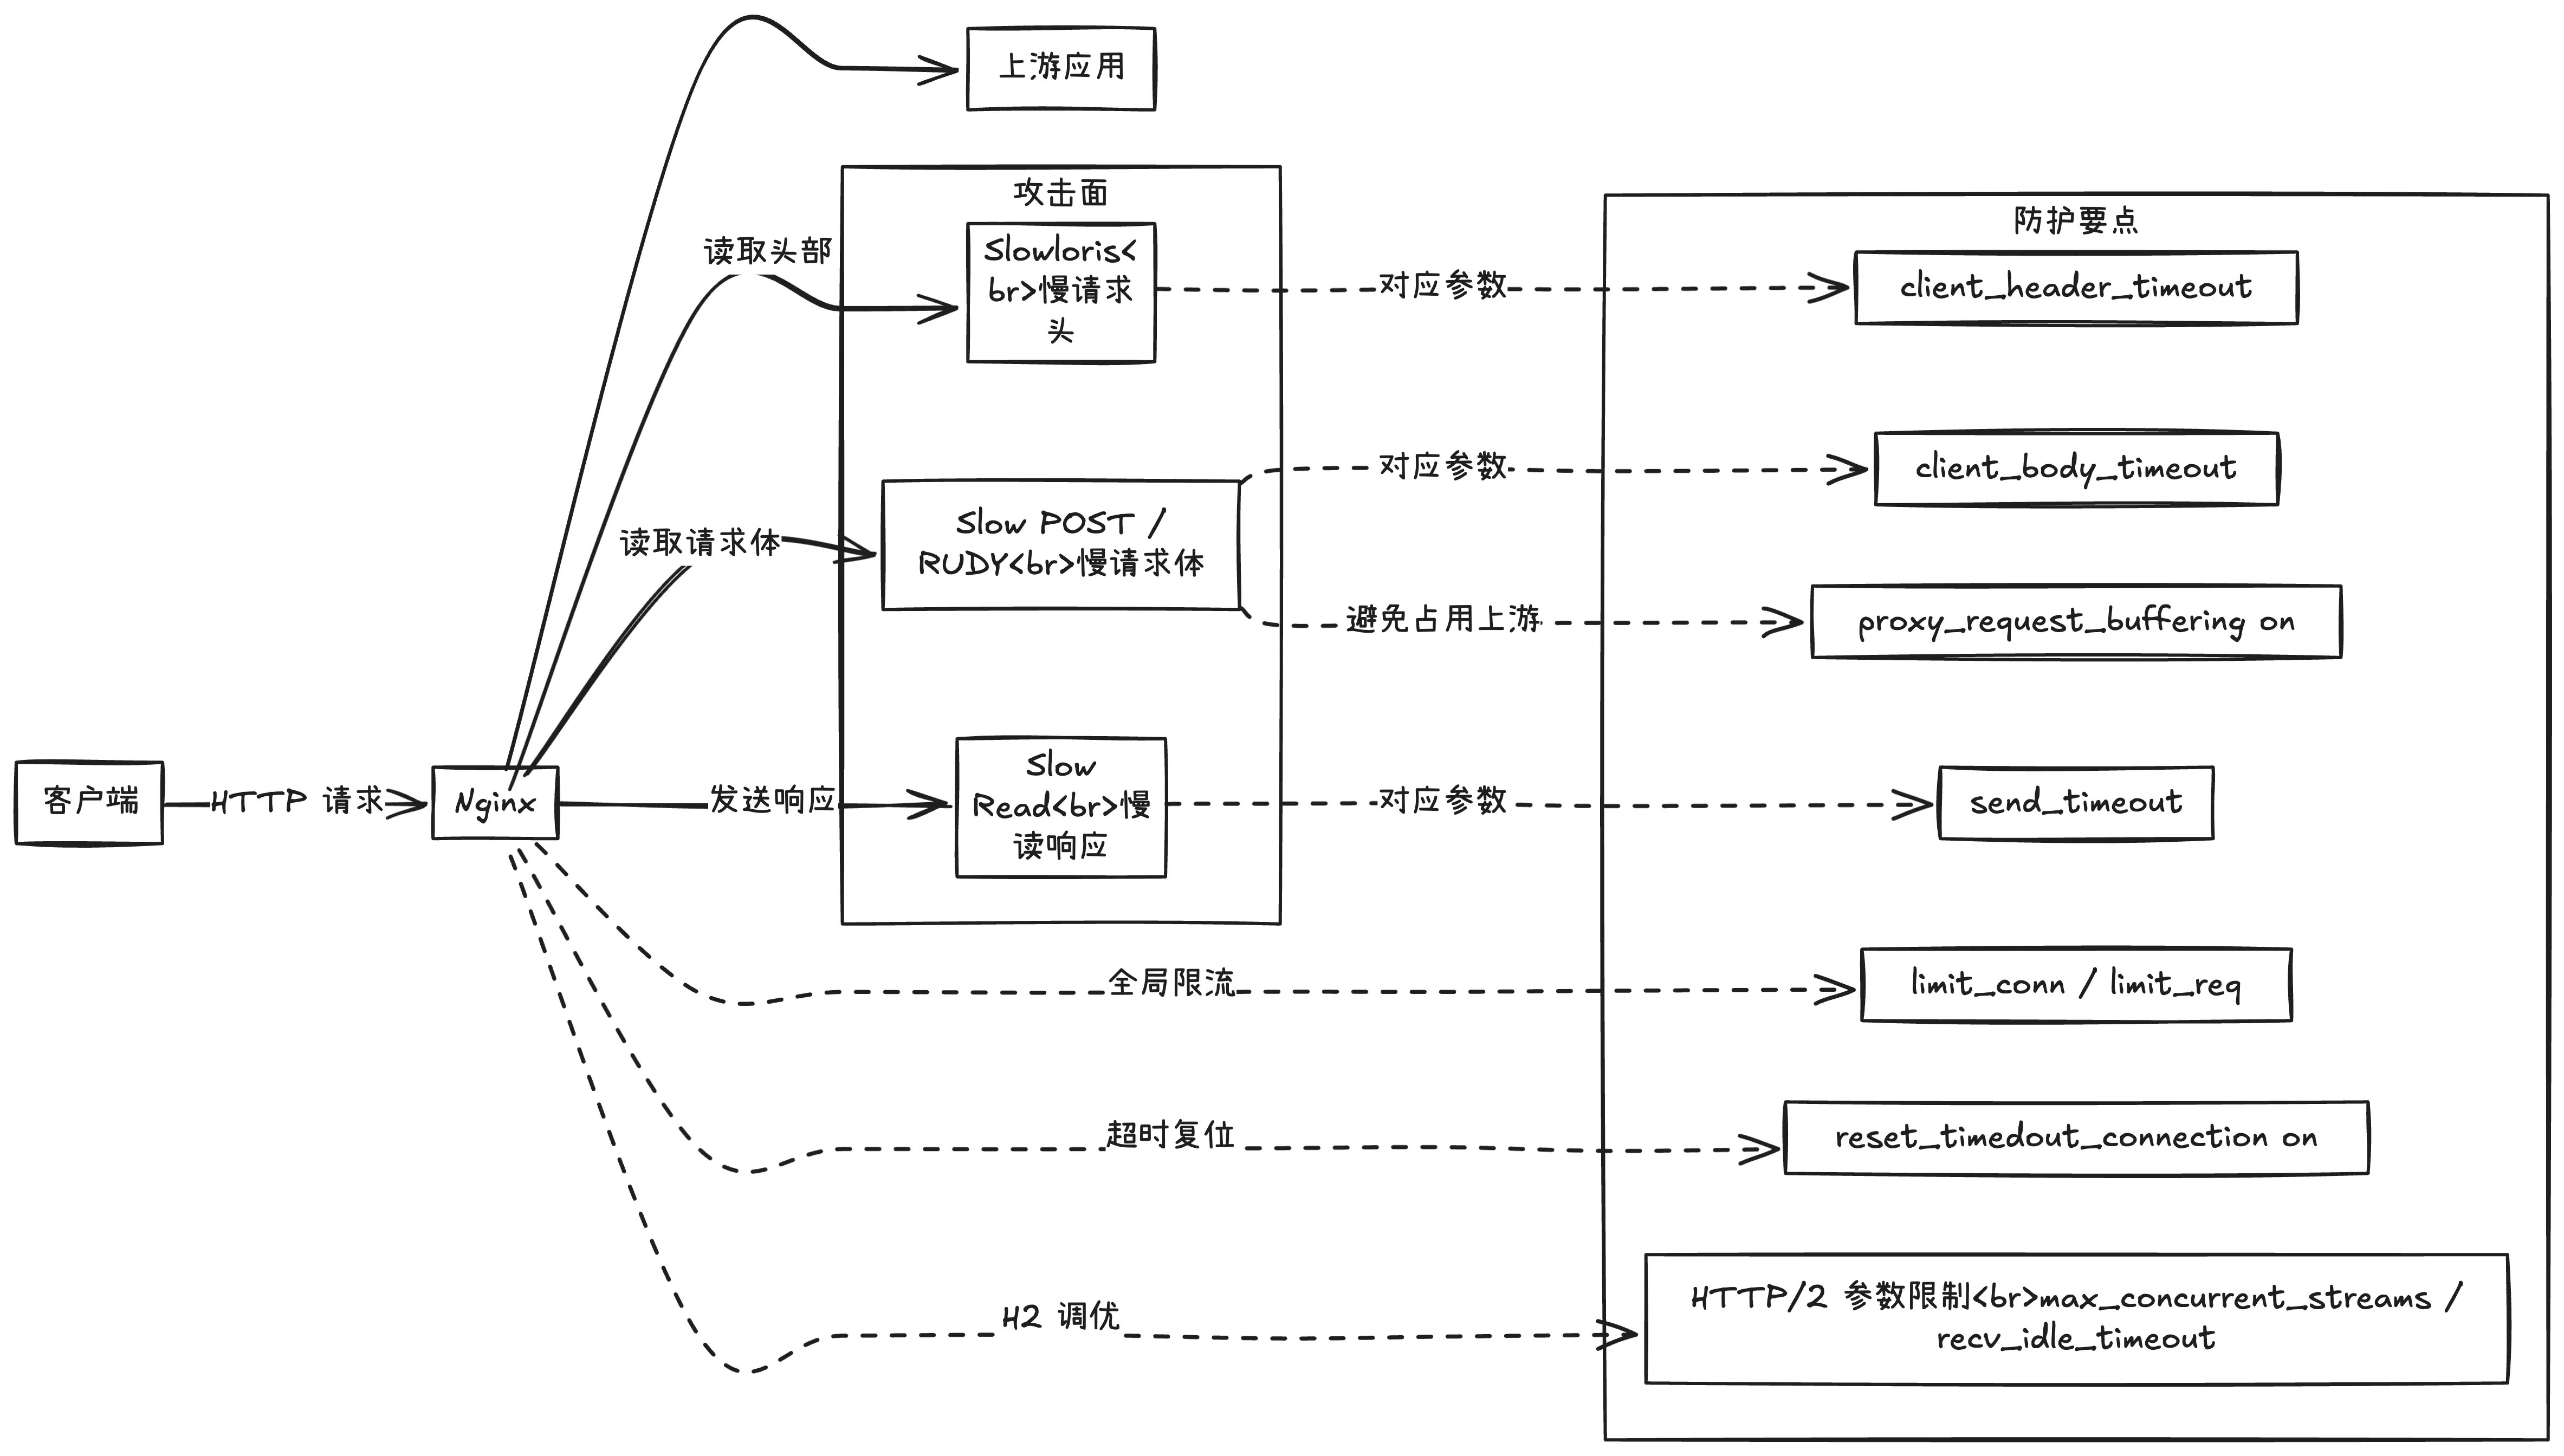 上游应用
攻击面
防护要点
读取头部
Slowloris<
br>慢请求
头
对应参数
client_header_timeout
对应参数
client_body_timeout
读取请求体
Slow POST /
RUDY<br>慢请求体
避免占用上游
proxy_request_buffering on
客户端
HTTP 请求
Nginx
发送响应
Slow
Read<br>慢
读响应
对应参数
send_timeout
全局限流
limit_conn / limit_req
超时复位
reset_timedout_connection on
H2 调优
HTTP/2 参数限制<br>max_concurrent_streams /
recv_idle_timeout